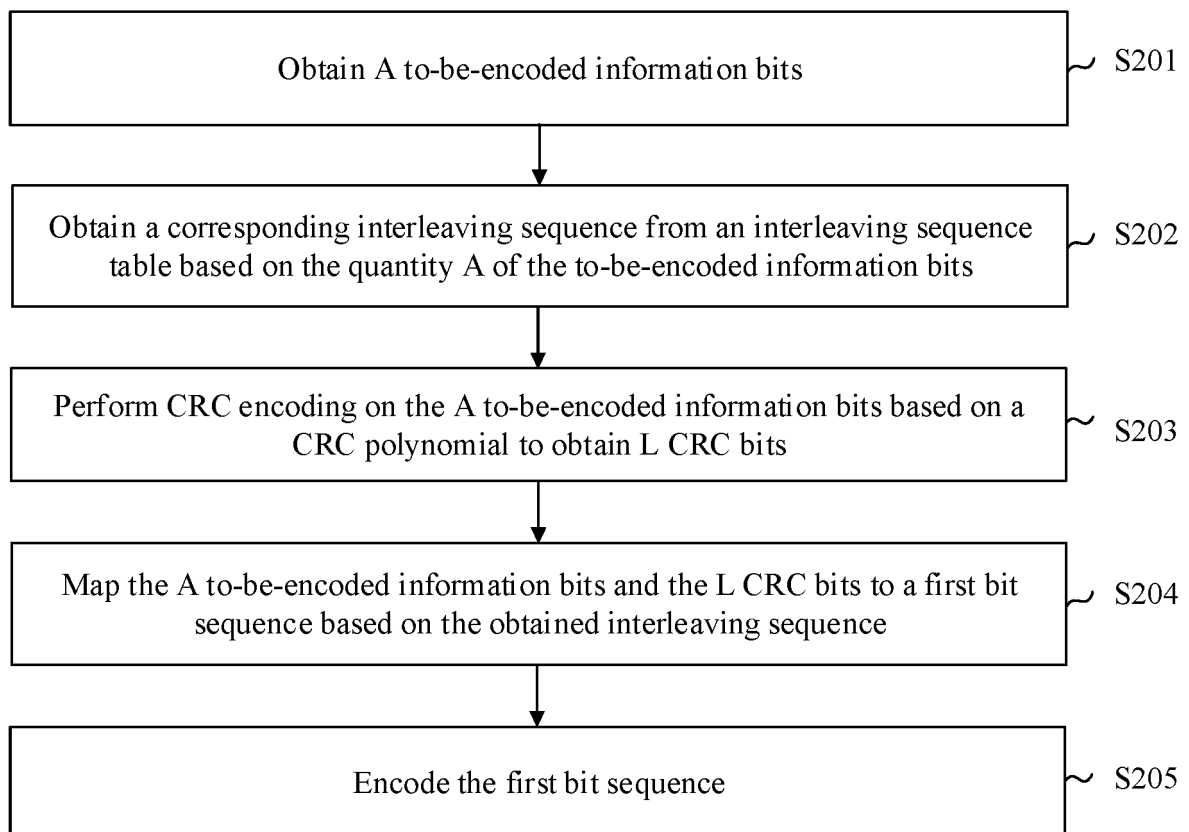 Obtain A to-be-encoded information bits
S201
Obtain a corresponding interleaving sequence from an interleaving sequence
table based on the quantity A of the to-be-encoded information bits
S202
Perform CRC encoding on the A to-be-encoded information bits based on a
CRC polynomial to obtain L CRC bits
S203
Map the A to-be-encoded information bits and the L CRC bits to a first bit
sequence based on the obtained interleaving sequence
S204
Encode the first bit sequence
S205